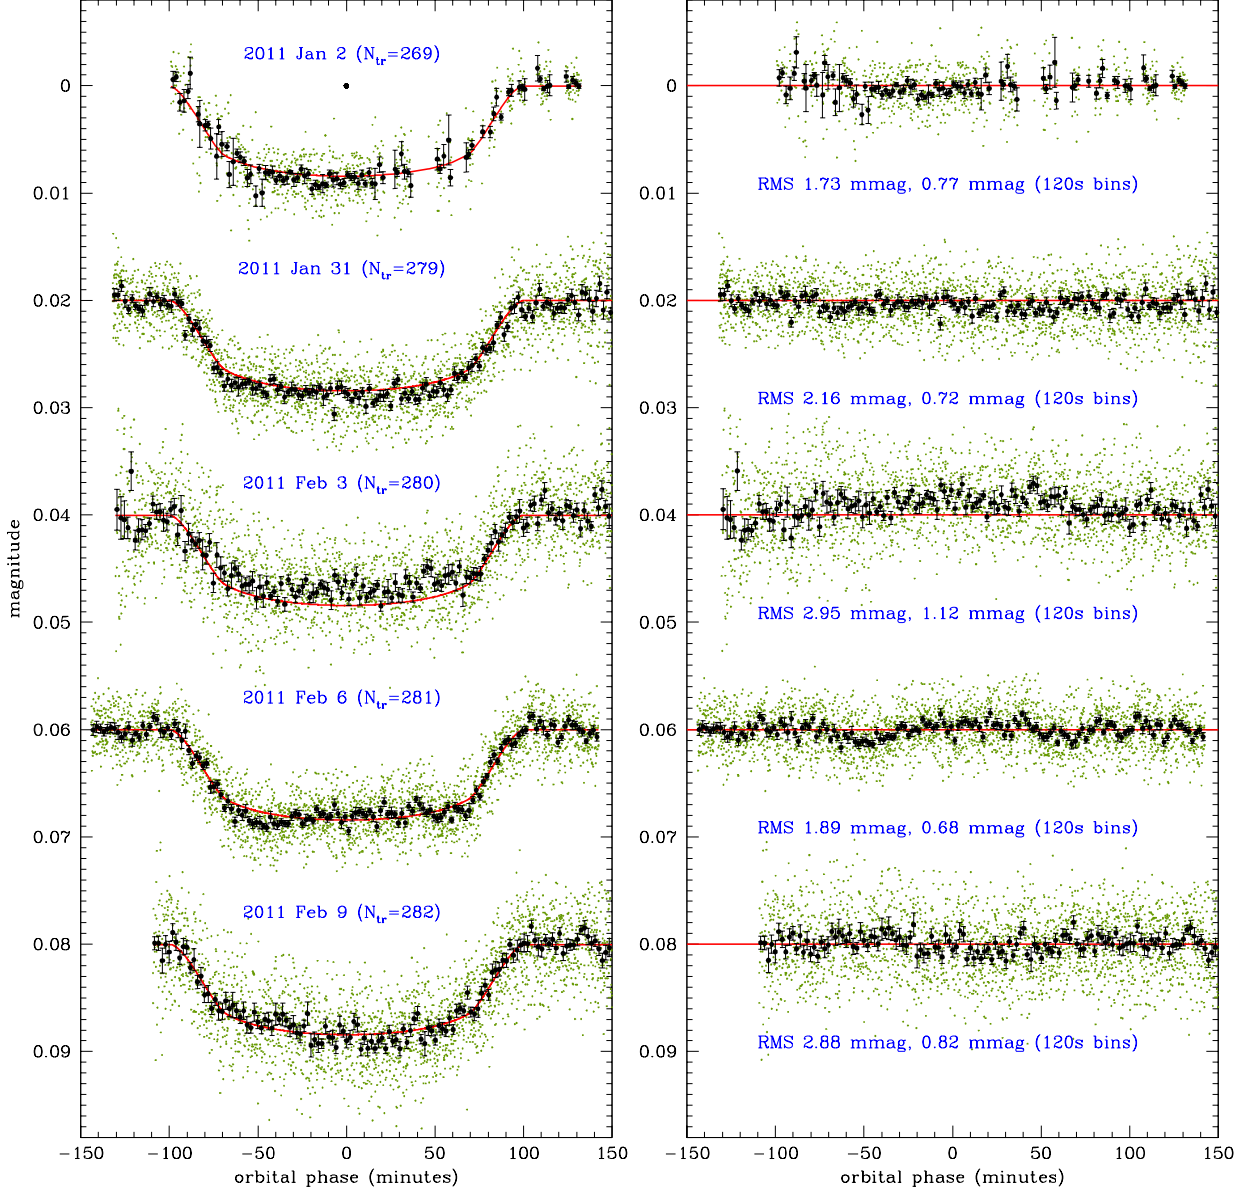 2011 Jan 2 (Ntr=269)
0
0.01
2011 Jan 31 (Ntr=279)
0.02
0.03
2011 Feb 3 (Ntr=280)
0.04
0.05
2011 Feb 6 (Ntr=281)
0.06
0.07
2011 Feb 9 (Ntr=282)
0.08
0.09
magnitude
−150 −100 −50 0 50 100 150
orbital phase (minutes)
0
0.01
RMS 1.73 mmag, 0.77 mmag (120s bins)
0.02
0.03
RMS 2.16 mmag, 0.72 mmag (120s bins)
0.04
0.05
RMS 2.95 mmag, 1.12 mmag (120s bins)
0.06
0.07
RMS 1.89 mmag, 0.68 mmag (120s bins)
0.08
0.09
RMS 2.88 mmag, 0.82 mmag (120s bins)
−150 −100 −50 0 50 100 150
orbital phase (minutes)